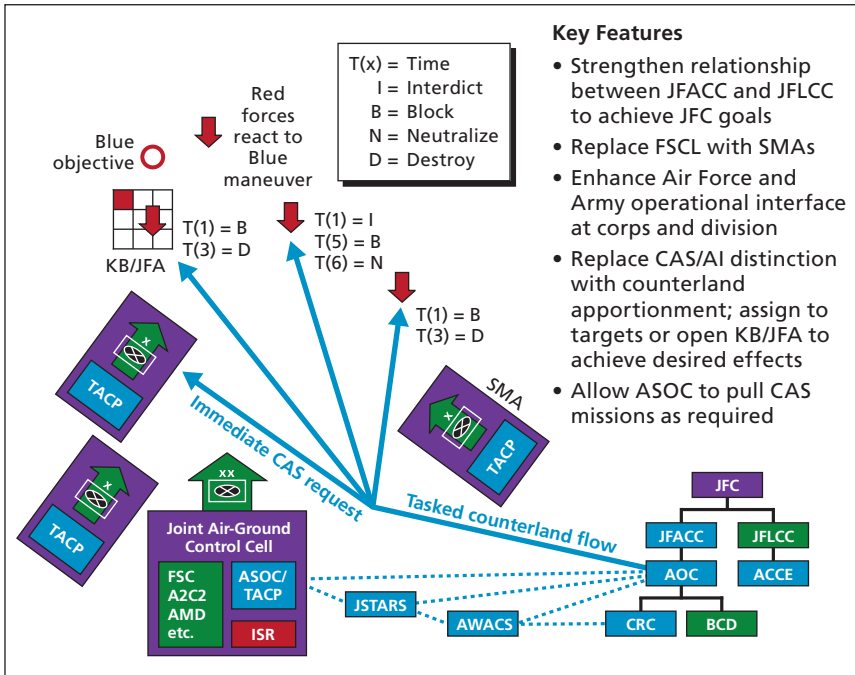 T(x) = Time
I = Interdict
B = Block
N = Neutralize
D = Destroy
Red
forces
react to
Blue
maneuver
Blue
objective
KB/JFA
T(1) = B
T(3) = D
T(1) = I
T(5) = B
T(6) = N
T(1) = B
T(3) = D
Key Features
• Strengthen relationship
between JFACC and JFLCC
to achieve JFC goals
• Replace FSCL with SMAs
• Enhance Air Force and
Army operational interface
at corps and division
• Replace CAS/AI distinction
with counterland
apportionment; assign to
targets or open KB/JFA to
achieve desired effects
• Allow ASOC to pull CAS
missions as required
x
TACP
x
TACP
SMA
x
TACP
Immediate CAS request
Tasked counterland flow
xx
Joint Air-Ground
Control Cell
FSC
A2C2
AMD
etc.
ASOC/
TACP
ISR
JSTARS
AWACS
JFC
JFACC
JFLCC
AOC
ACCE
CRC
BCD